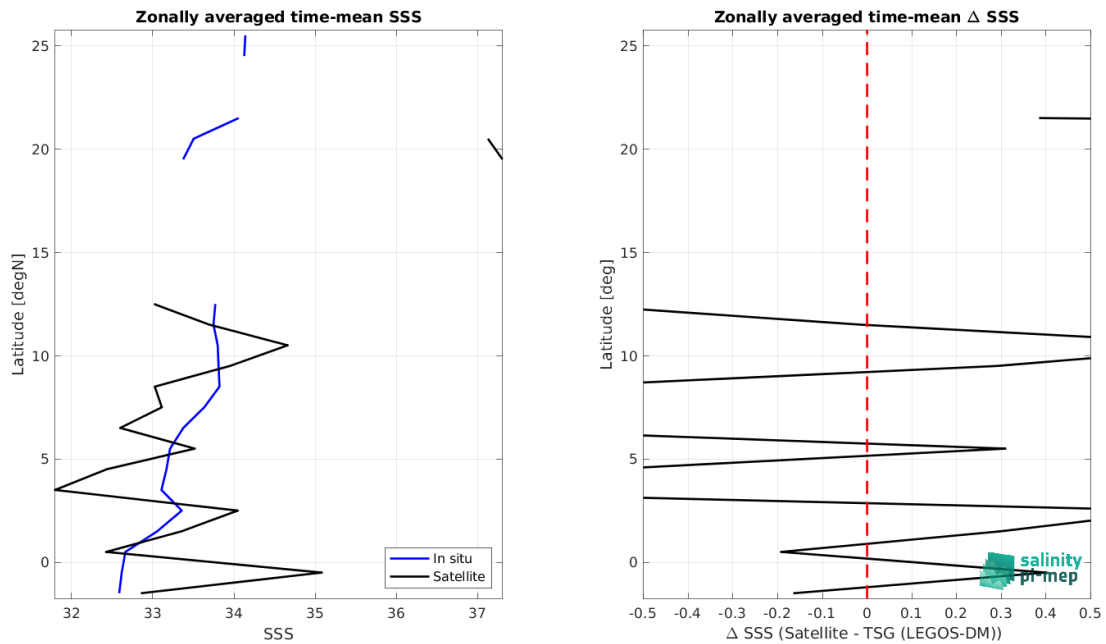 Zonally averaged time-mean SSS
25
20
15
10
5
0
Latitude [degN]
32
33
34
35
36
37
SSS
In situ
Satellite
Zonally averaged time-mean Δ SSS
25
20
15
10
5
0
Latitude [deg]
-0.5
-0.4
-0.3
-0.2
-0.1
0
0.1
0.2
0.3
0.4
0.5
Δ SSS (Satellite - TSG (LEGOS-DM))
salinity
pi-mep